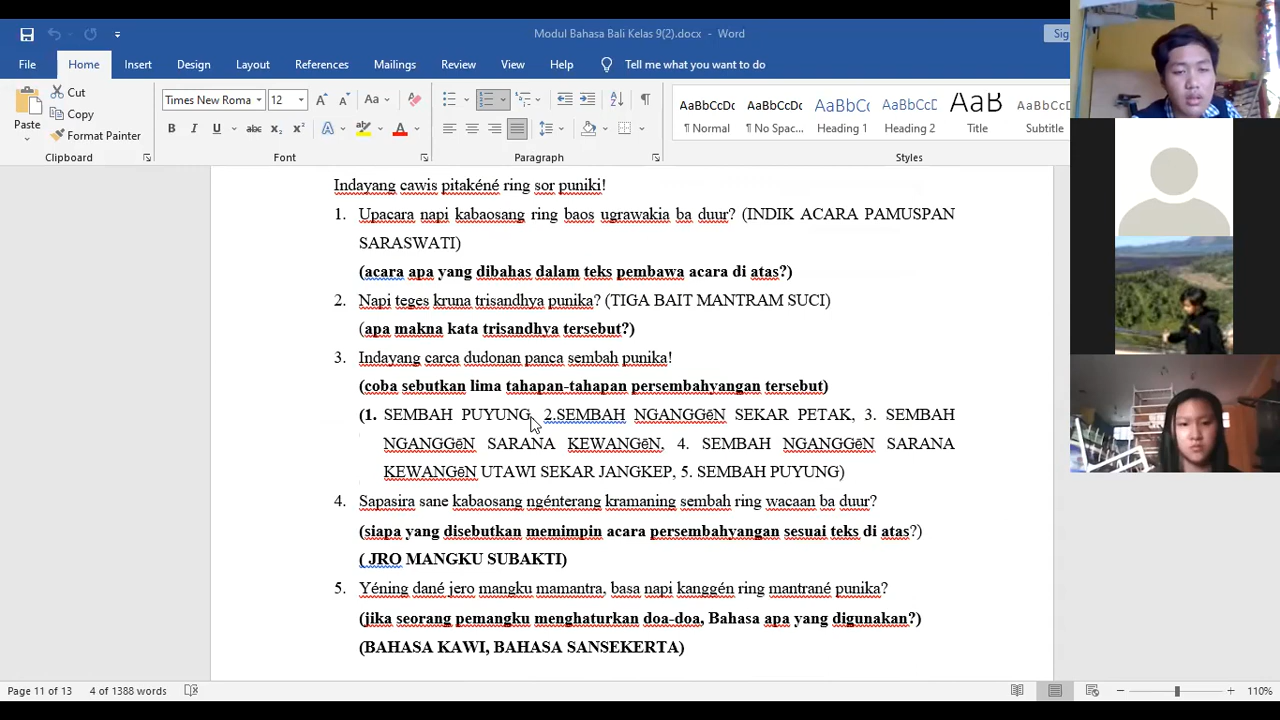 Modul Bahasa Bali Kelas 9(2).docx - Word
File Home Insert Design Layout References Mailings Review View Help Tell me what you want to do
Cut
Copy
Format Painter
Paste
Times New Roma 12
AaBbCcDc AaBbCcDc AaBbCcD AaBbCcD AaB AaBbCcD
¶ Normal ¶ No Spac... Heading 1 Heading 2 Title Subtitle
Clipboard Font Paragraph Styles
Indayang cawis pitakéné ring sor puniki!
1. Upacara napi kabaosang ring baos ugrawakia ba duur? (INDIK ACARA PAMUSPAN
SARASWATI)
(acara apa yang dibahas dalam teks pembawa acara di atas?)
2. Napi teges kruna trisandhya punika? (TIGA BAIT MANTRAM SUCI)
(apa makna kata trisandhya tersebut?)
3. Indayang carca dudonan panca sembah punika!
(coba sebutkan lima tahapan-tahapan persembahyangan tersebut)
(1. SEMBAH PUYUNG, 2.SEMBAH NGANGGēN SEKAR PETAK, 3. SEMBAH
NGANGGēN SARANA KEWANGēN, 4. SEMBAH NGANGGēN SARANA
KEWANGēN UTAWI SEKAR JANGKEP, 5. SEMBAH PUYUNG)
4. Sapasira sane kabaosang ngénterang kramaning sembah ring wacaan ba duur?
(siapa yang disebutkan memimpin acara persembahyangan sesuai teks di atas?)
( JRO MANGKU SUBAKTI)
5. Yéning dané jero mangku mamantra, basa napi kanggén ring mantrané punika?
(jika seorang pemangku menghaturkan doa-doa, Bahasa apa yang digunakan?)
(BAHASA KAWI, BAHASA SANSEKERTA)
Page 11 of 13 4 of 1388 words 110%